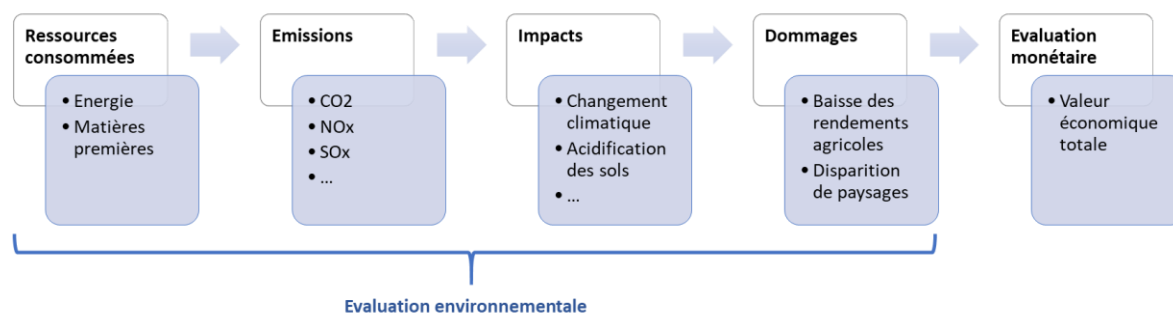 Ressources
consommées
• Energie
• Matières
premières
Emissions
• CO2
• NOx
• SOx
• ...
Impacts
• Changement
climatique
• Acidification
des sols
• ...
Dommages
• Baisse des
rendements
agricoles
• Disparition
de paysages
Evaluation
monétaire
• Valeur
économique
totale
Evaluation environnementale